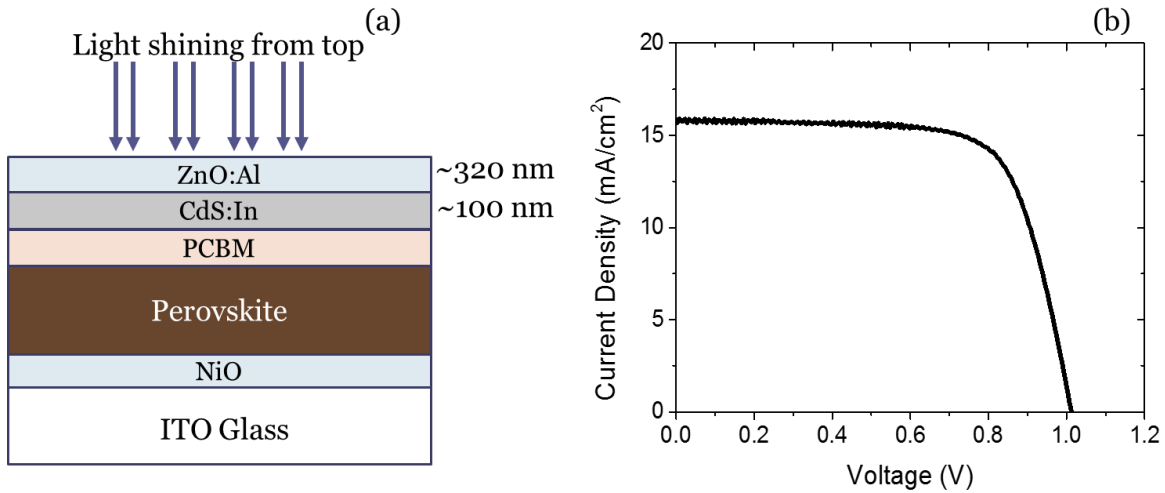 (a)
Light shining from top
ZnO:Al
~320 nm
CdS:In
~100 nm
PCBM
Perovskite
NiO
ITO Glass
(b)
20
15
10
5
0
0.0 0.2 0.4 0.6 0.8 1.0 1.2
Current Density (mA/cm²)
Voltage (V)